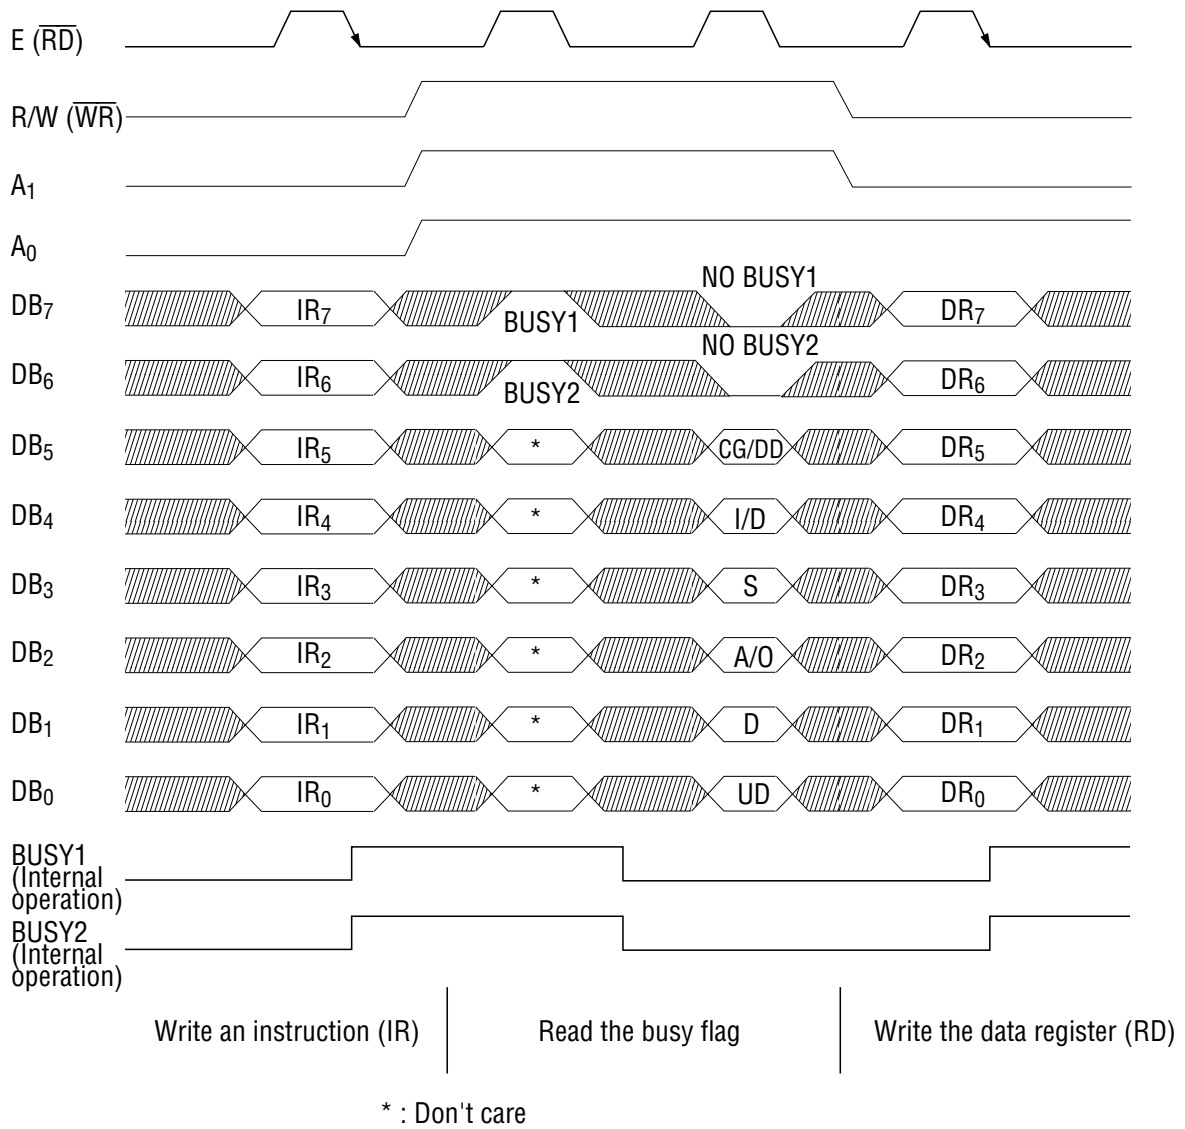 E (RD)
R/W (WR)
A1
A0
NO BUSY1
DB7 IR7 BUSY1 DR7
NO BUSY2
DB6 IR6 BUSY2 DR6
DB5 IR5 * CG/DD DR5
DB4 IR4 * I/D DR4
DB3 IR3 * S DR3
DB2 IR2 * A/O DR2
DB1 IR1 * D DR1
DB0 IR0 * UD DR0
BUSY1
(Internal
operation)
BUSY2
(Internal
operation)
Write an instruction (IR) Read the busy flag Write the data register (RD)
* : Don't care